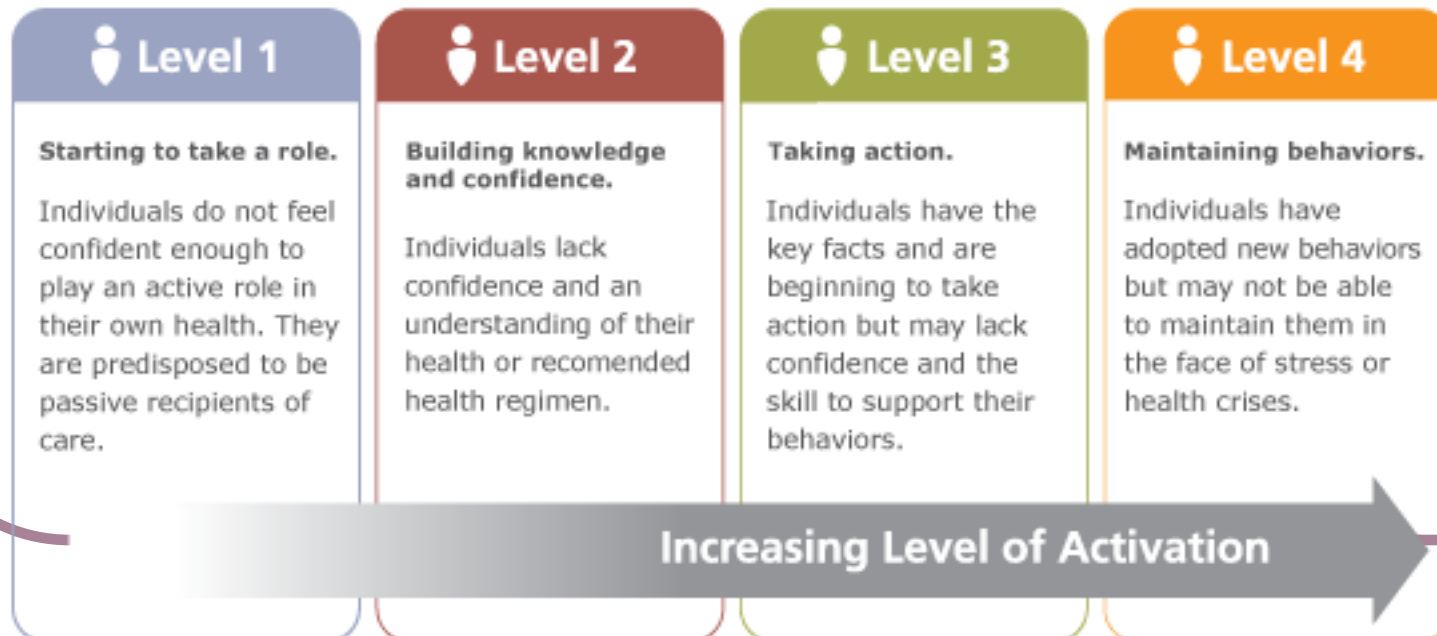 Level 1
Starting to take a role.
Individuals do not feel
confident enough to
play an active role in
their own health. They
are predisposed to be
passive recipients of
care.
Level 2
Building knowledge
and confidence.
Individuals lack
confidence and an
understanding of their
health or recomended
health regimen.
Level 3
Taking action.
Individuals have the
key facts and are
beginning to take
action but may lack
confidence and the
skill to support their
behaviors.
Level 4
Maintaining behaviors.
Individuals have
adopted new behaviors
but may not be able
to maintain them in
the face of stress or
health crises.
Increasing Level of Activation